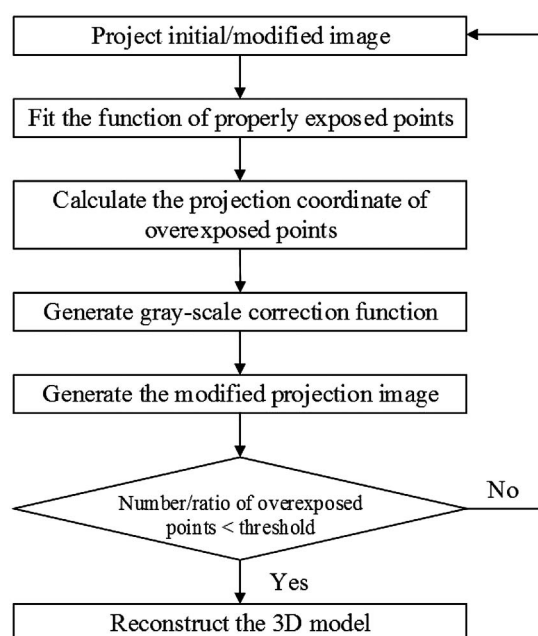 Project initial/modified image
Fit the function of properly exposed points
Calculate the projection coordinate of
overexposed points
Generate gray-scale correction function
Generate the modified projection image
Number/ratio of overexposed
points < threshold
No
Yes
Reconstruct the 3D model